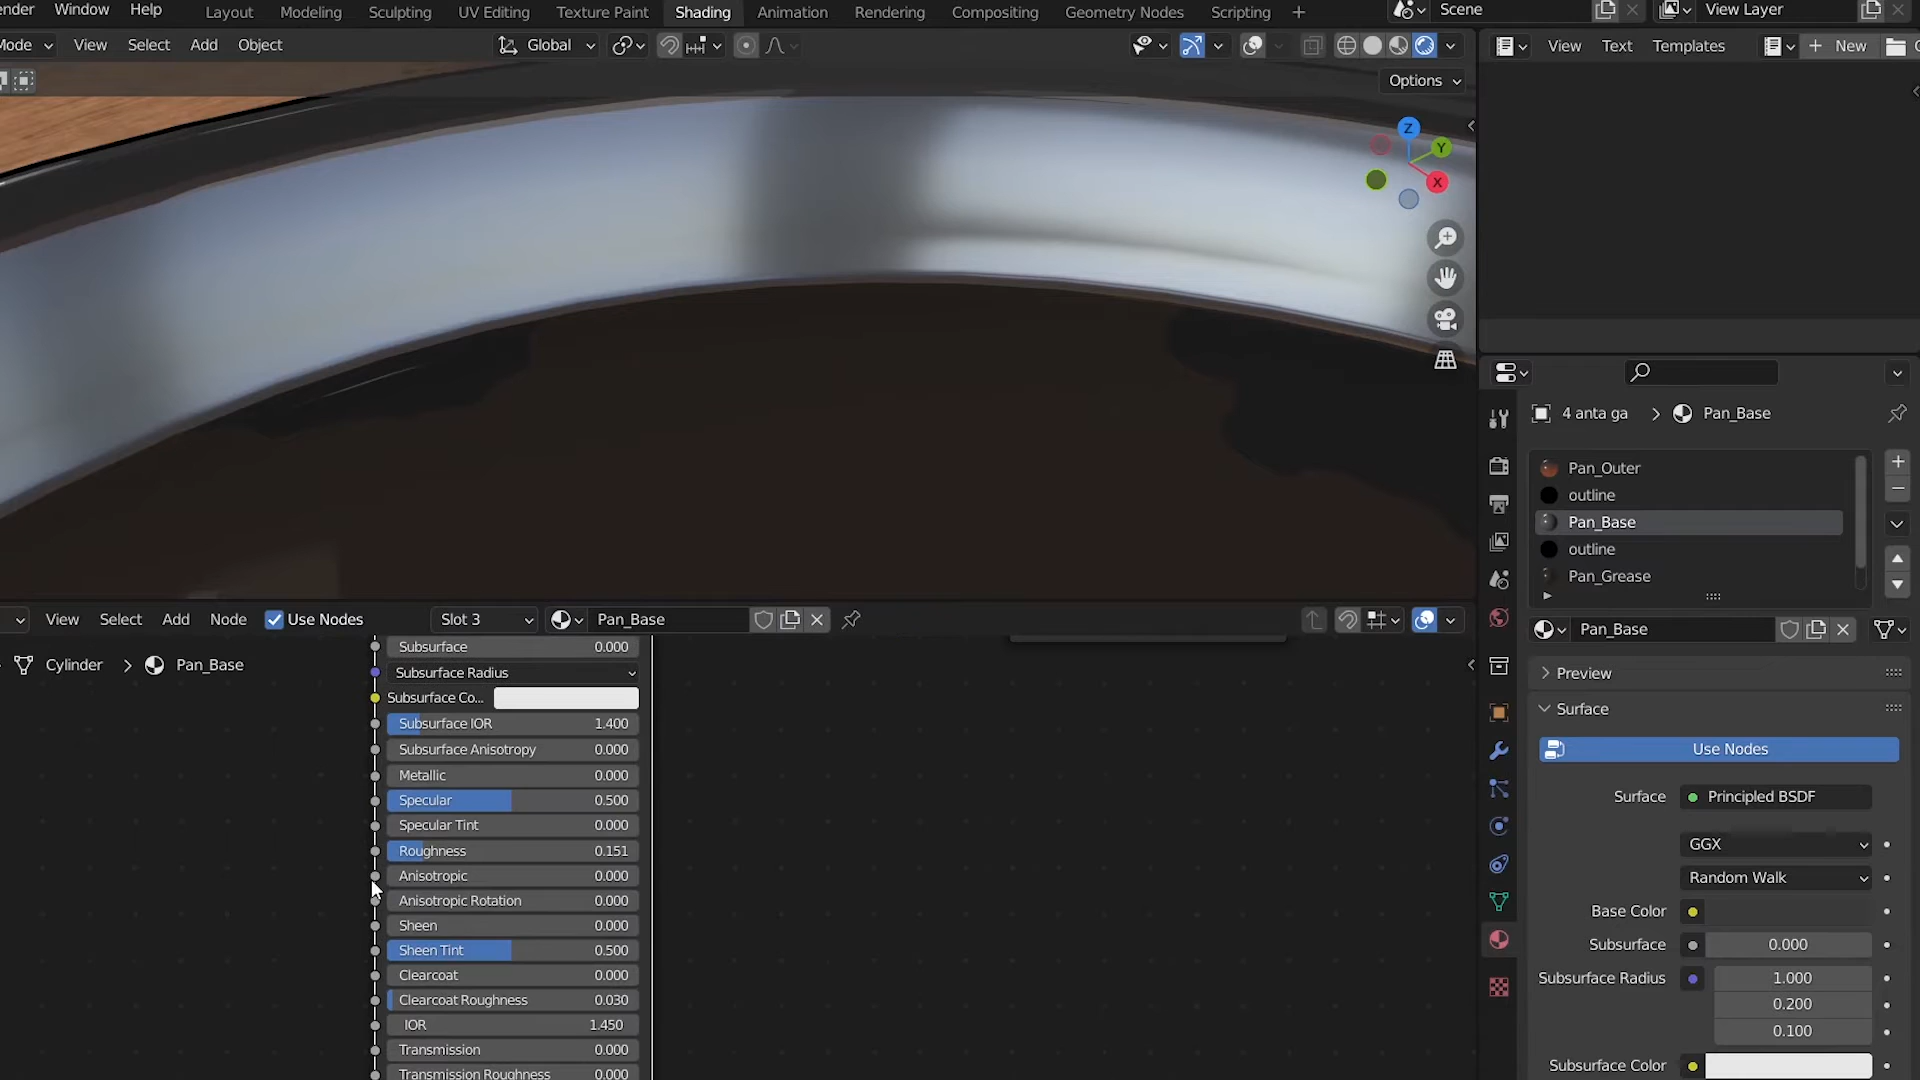 ender Window Help Layout Modeling Sculpting UV Editing Texture Paint Shading Animation Rendering Compositing Geometry Nodes Scripting + Scene View Layer
Mode View Select Add Object Global View Text Templates + New
Options
Z
Y
X
4 anta ga > Pan_Base
Pan_Outer
outline
Pan_Base
outline
Pan_Grease
View Select Add Node Use Nodes Slot 3 Pan_Base
Pan_Base
Cylinder > Pan_Base
Subsurface 0.000
Subsurface Radius
Subsurface Co...
Subsurface IOR 1.400
Subsurface Anisotropy 0.000
Metallic 0.000
Specular 0.500
Specular Tint 0.000
Roughness 0.151
Anisotropic 0.000
Anisotropic Rotation 0.000
Sheen 0.000
Sheen Tint 0.500
Clearcoat 0.000
Clearcoat Roughness 0.030
IOR 1.450
Transmission 0.000
Transmission Roughness 0.000
Preview
Surface
Use Nodes
Surface Principled BSDF
GGX
Random Walk
Base Color
Subsurface 0.000
Subsurface Radius 1.000
0.200
0.100
Subsurface Color